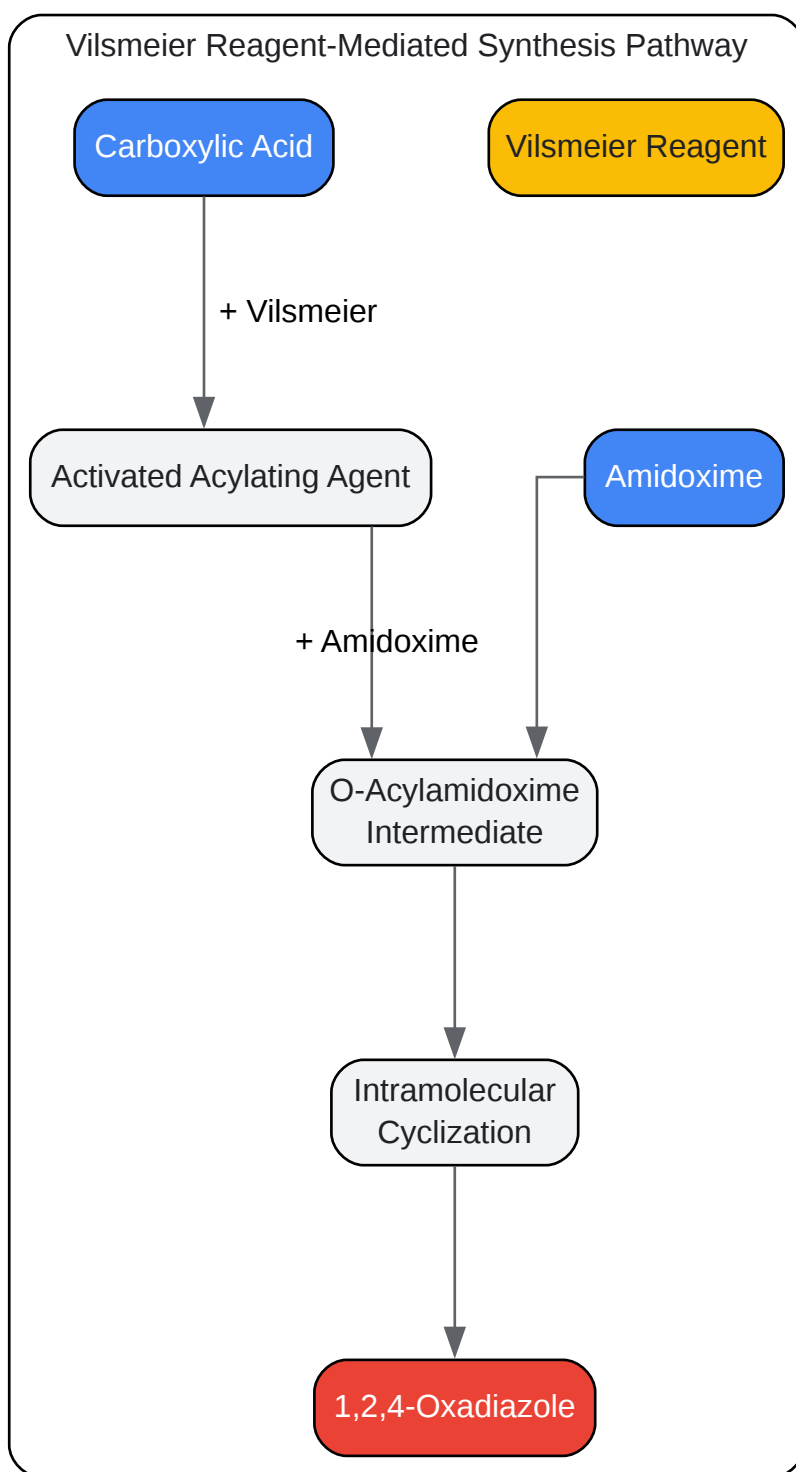 Vilsmeier Reagent-Mediated Synthesis Pathway
Carboxylic Acid
Vilsmeier Reagent
+ Vilsmeier
Activated Acylating Agent
Amidoxime
+ Amidoxime
O-Acylamidoxime
Intermediate
Intramolecular
Cyclization
1,2,4-Oxadiazole